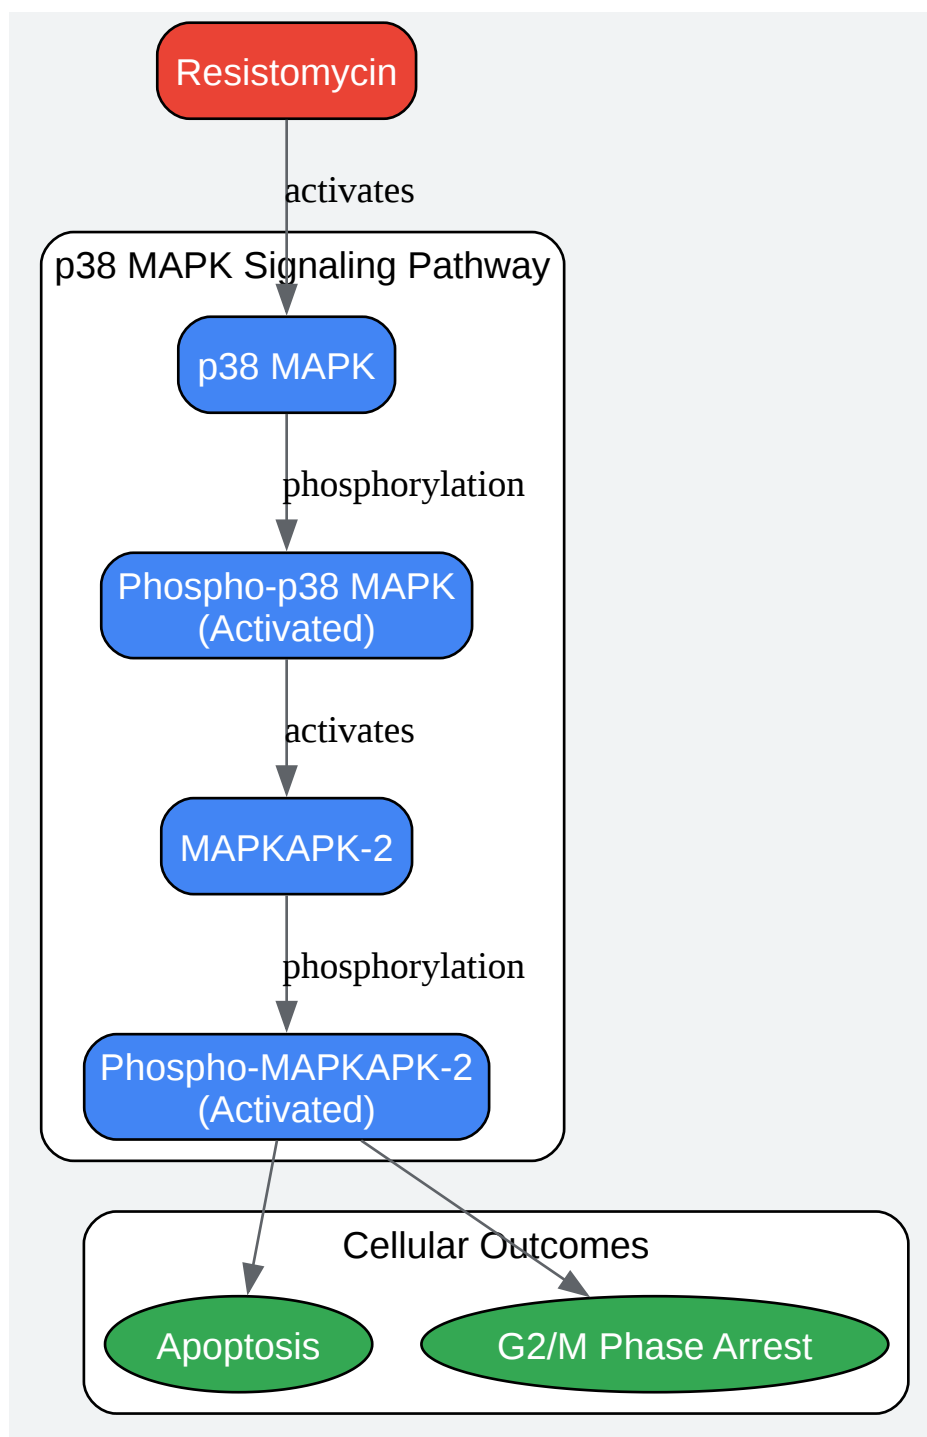 Resistomycin
activates
p38 MAPK Signaling Pathway
p38 MAPK
phosphorylation
Phospho-p38 MAPK
(Activated)
activates
MAPKAPK-2
phosphorylation
Phospho-MAPKAPK-2
(Activated)
Cellular Outcomes
Apoptosis
G2/M Phase Arrest